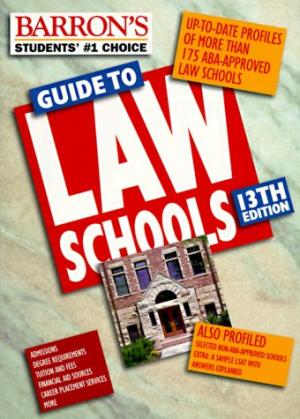 BARRON'S
STUDENTS' #1 CHOICE
UP-TO-DATE PROFILES
OF MORE THAN
175 ABA-APPROVED
LAW SCHOOLS
GUIDE TO
LAW
SCHOOLS
13TH
EDITION
ALSO PROFILED
SELECTED NON-ABA-APPROVED SCHOOLS
EXTRA: A SAMPLE LSAT WITH
ANSWERS EXPLAINED
ADMISSIONS
DEGREE REQUIREMENTS
TUITION AND FEES
FINANCIAL AID SOURCES
CAREER PLACEMENT SERVICES
MORE